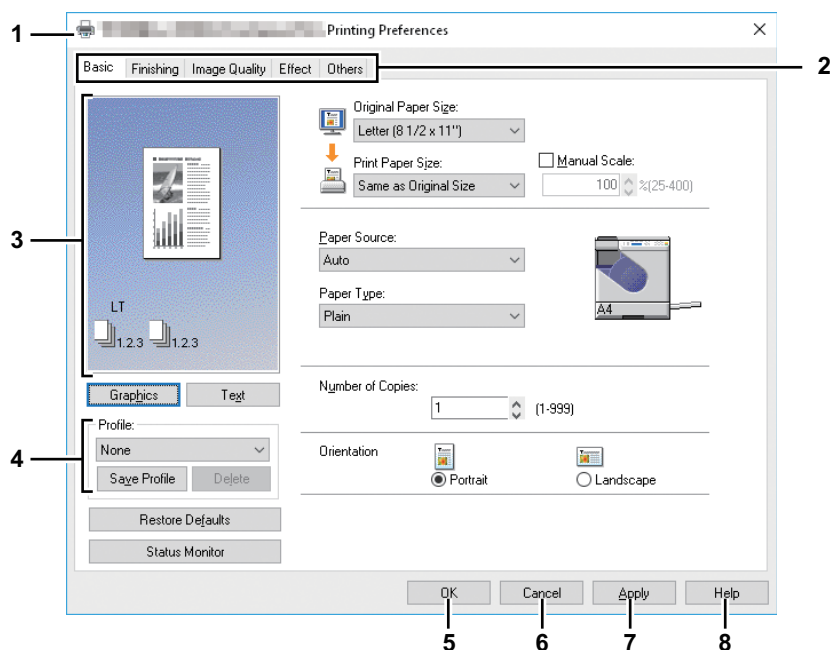 1
Printing Preferences
2
Basic Finishing Image Quality Effect Others
3
LT
1.2.3 1.2.3
Graphics Text
4
Profile:
None
Save Profile Delete
Restore Defaults
Status Monitor
Original Paper Size:
Letter (8 1/2 x 11")
Print Paper Size:
Same as Original Size
Manual Scale:
100 %(25-400)
Paper Source:
Auto
Paper Type:
Plain
A4
Number of Copies:
1 (1-999)
Orientation
Portrait Landscape
OK Cancel Apply Help
5 6 7 8